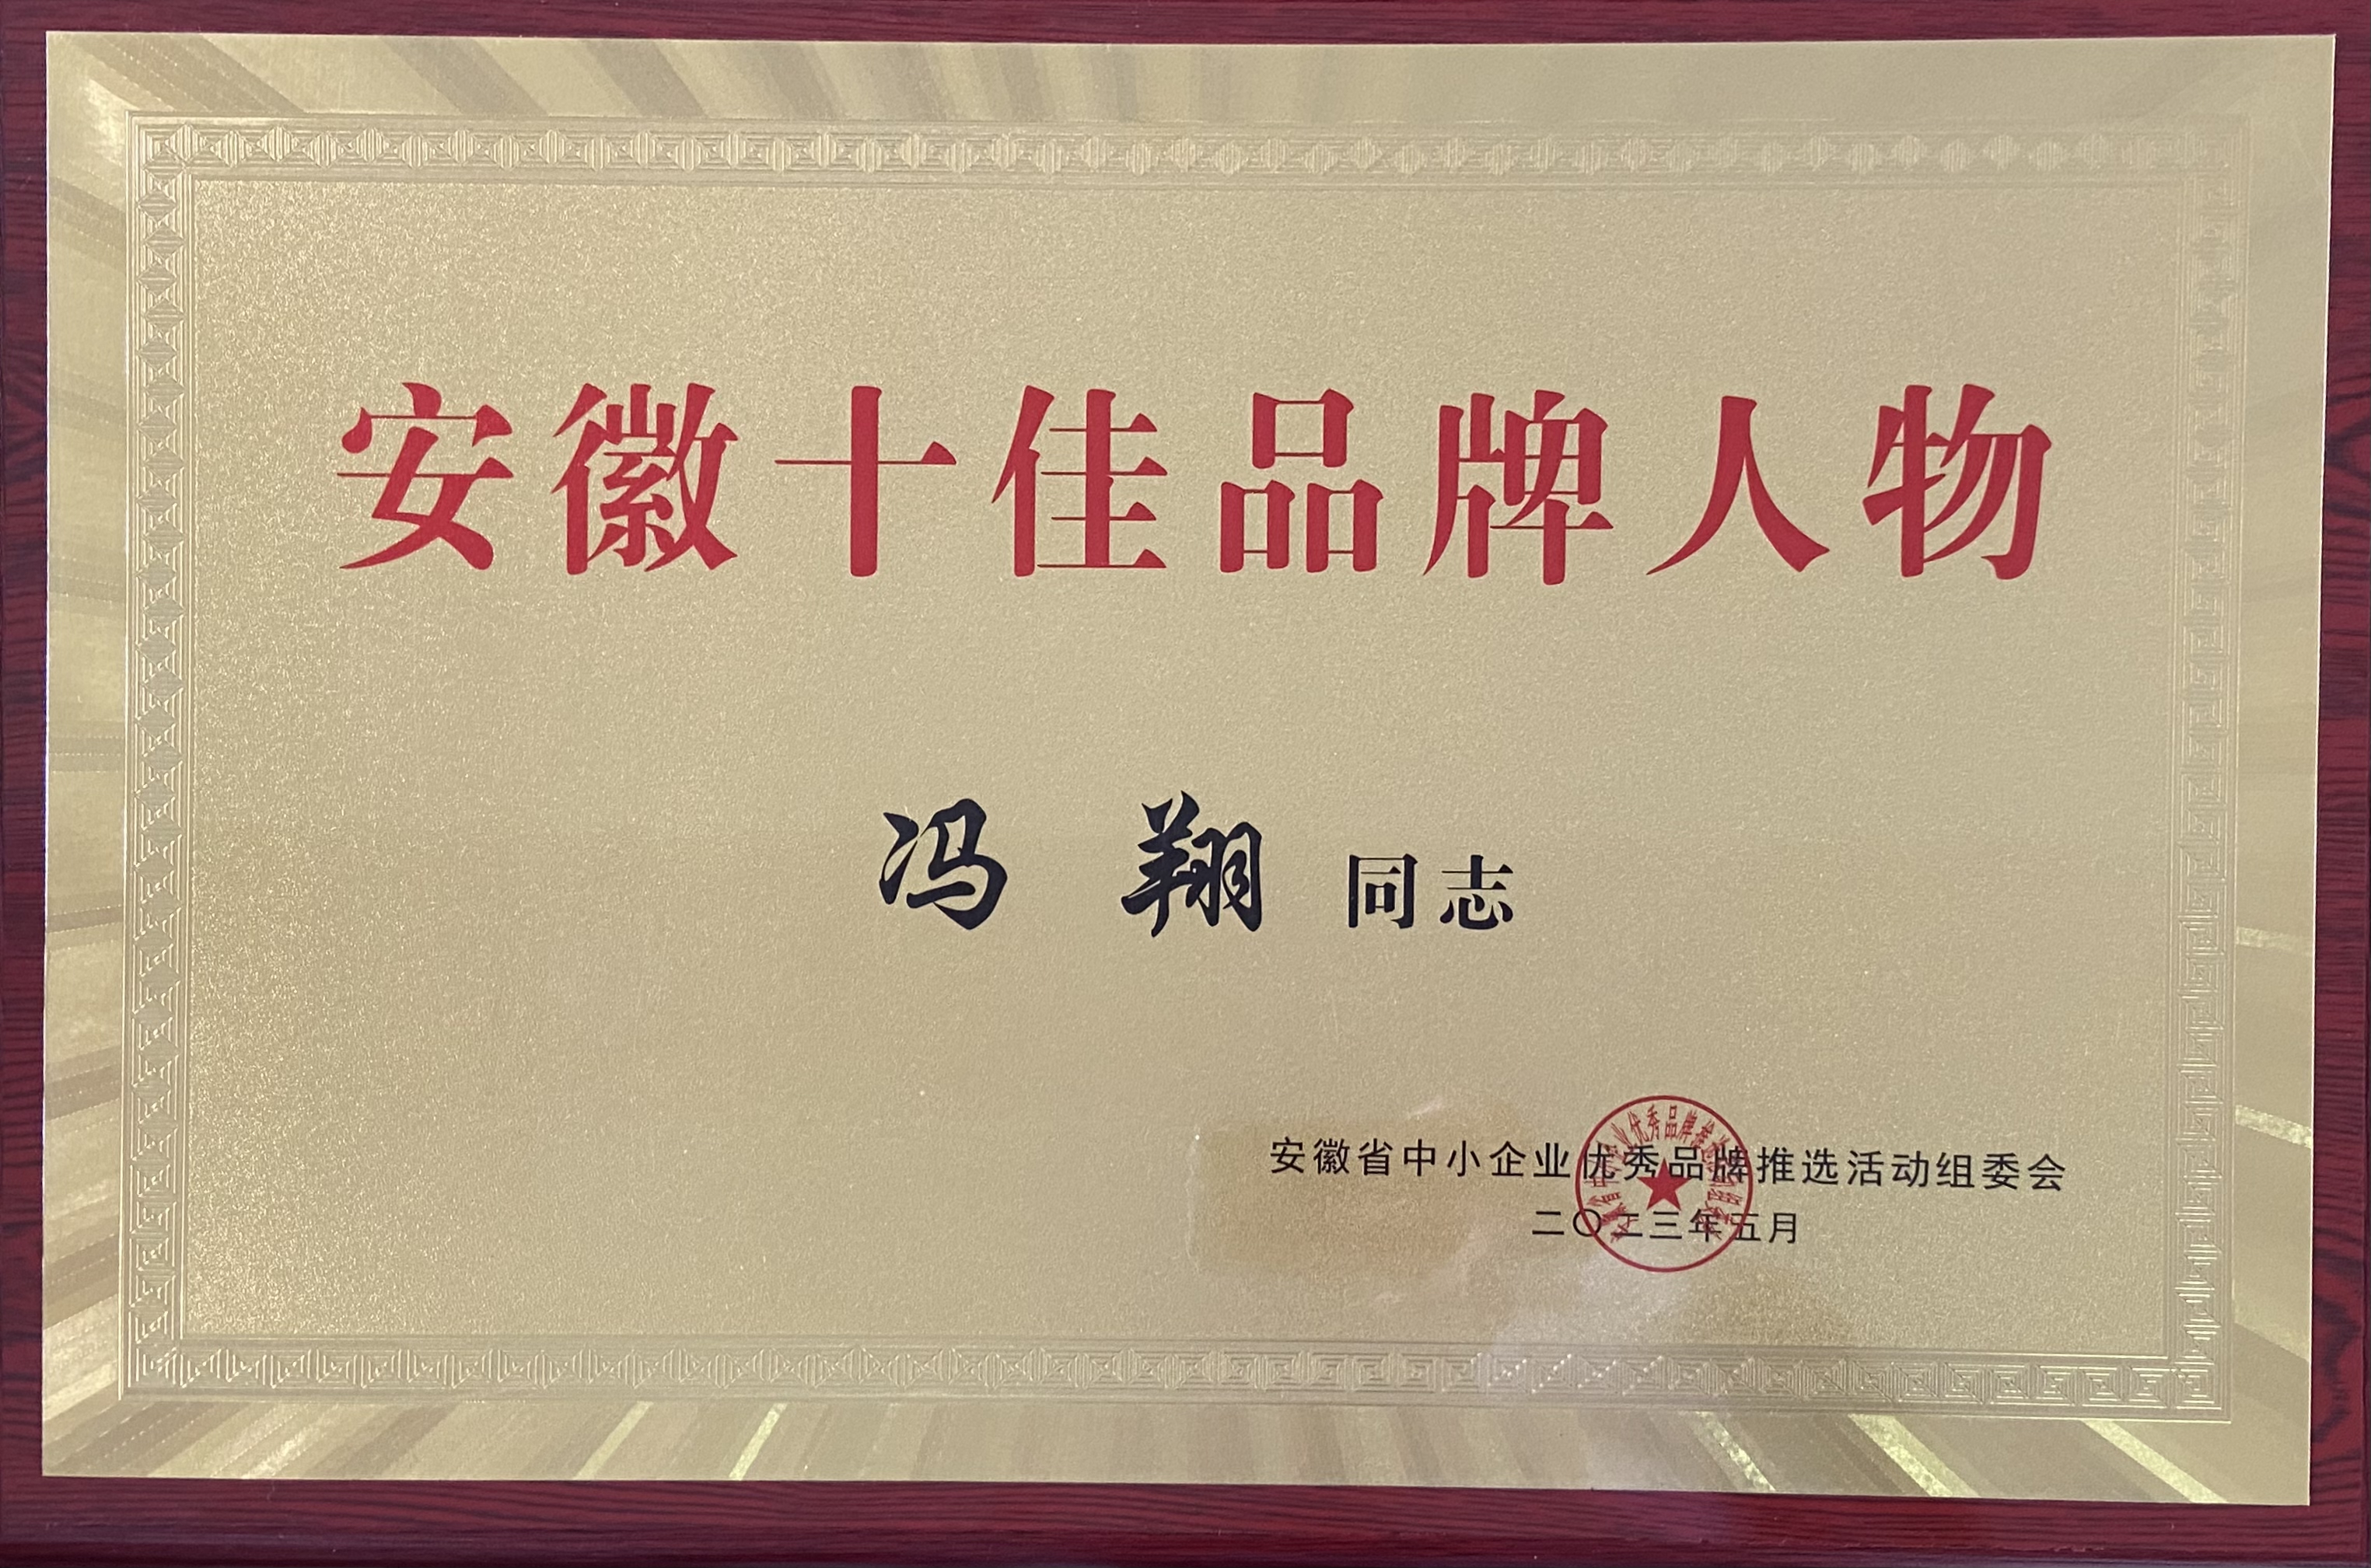 安徽十佳品牌人物
冯翔 同志
安徽省中小企业优秀品牌推选活动组委会
二〇二三年五月